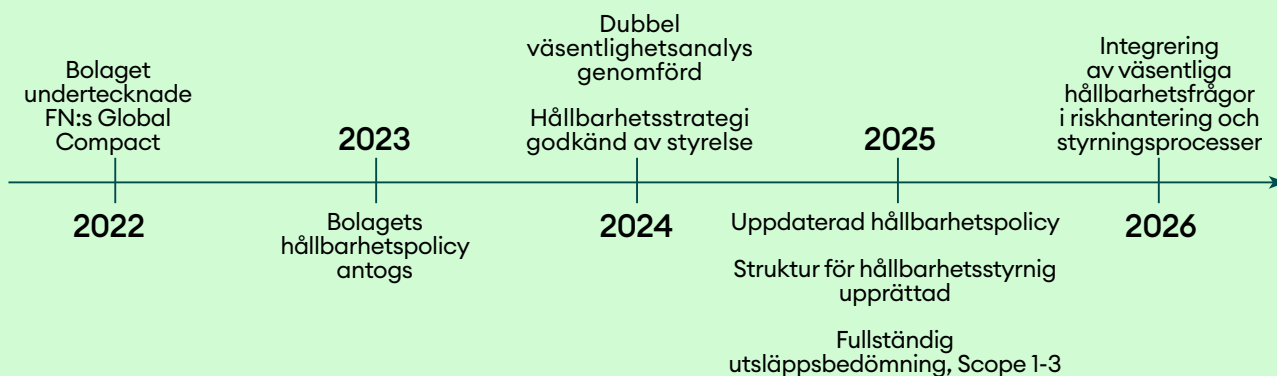 Bolaget
undertecknade
FN:s Global
Compact
2022
2023
Bolagets
hållbarhetspolicy
antogs
Dubbel
väsentlighetsanalys
genomförd
Hållbarhetsstrategi
godkänd av styrelse
2024
2025
Uppdaterad hållbarhetspolicy
Struktur för hållbarhetsstyrnig
upprättad
Fullständig
utsläppsbedömning, Scope 1-3
Integrering
av väsentliga
hållbarhetsfrågor
i riskhantering och
styrningsprocesser
2026